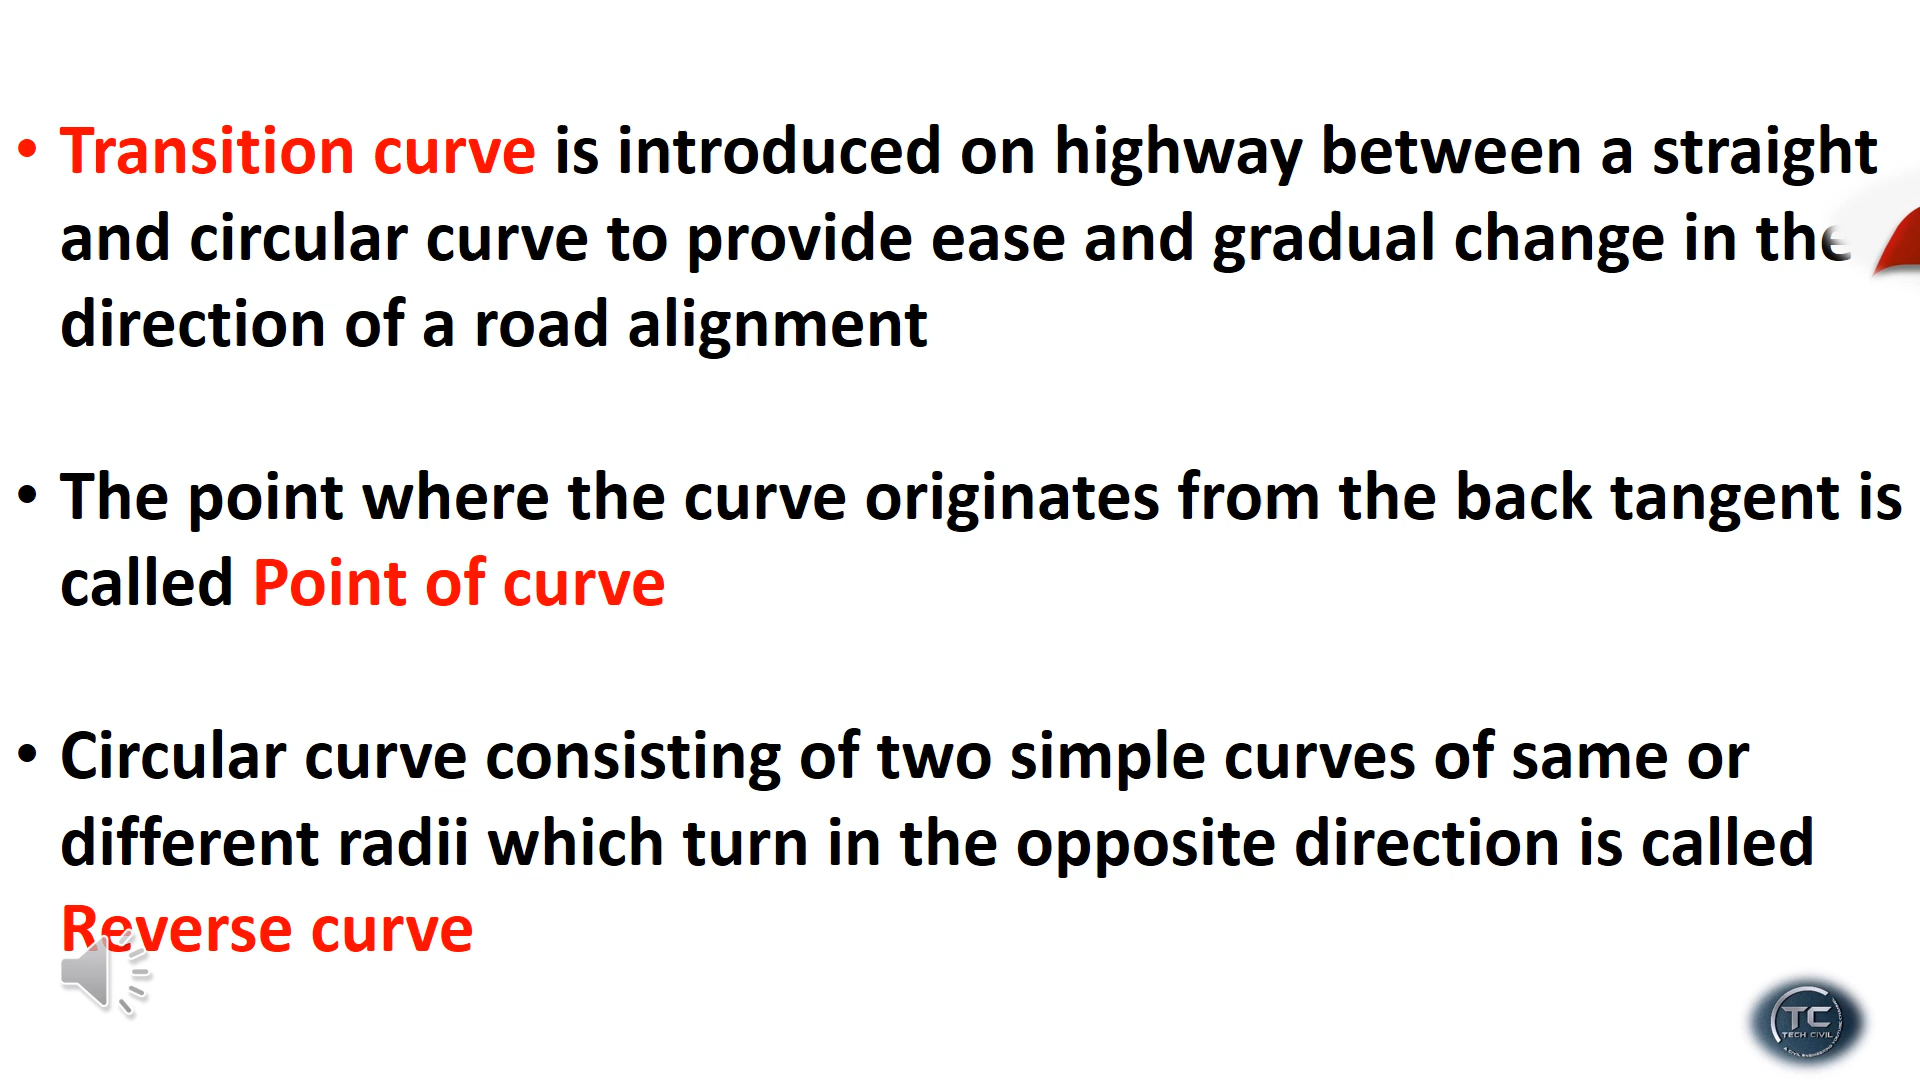 • Transition curve is introduced on highway between a straight
and circular curve to provide ease and gradual change in the
direction of a road alignment
• The point where the curve originates from the back tangent is
called Point of curve
• Circular curve consisting of two simple curves of same or
different radii which turn in the opposite direction is called
Reverse curve
TC
TECH CIVIL